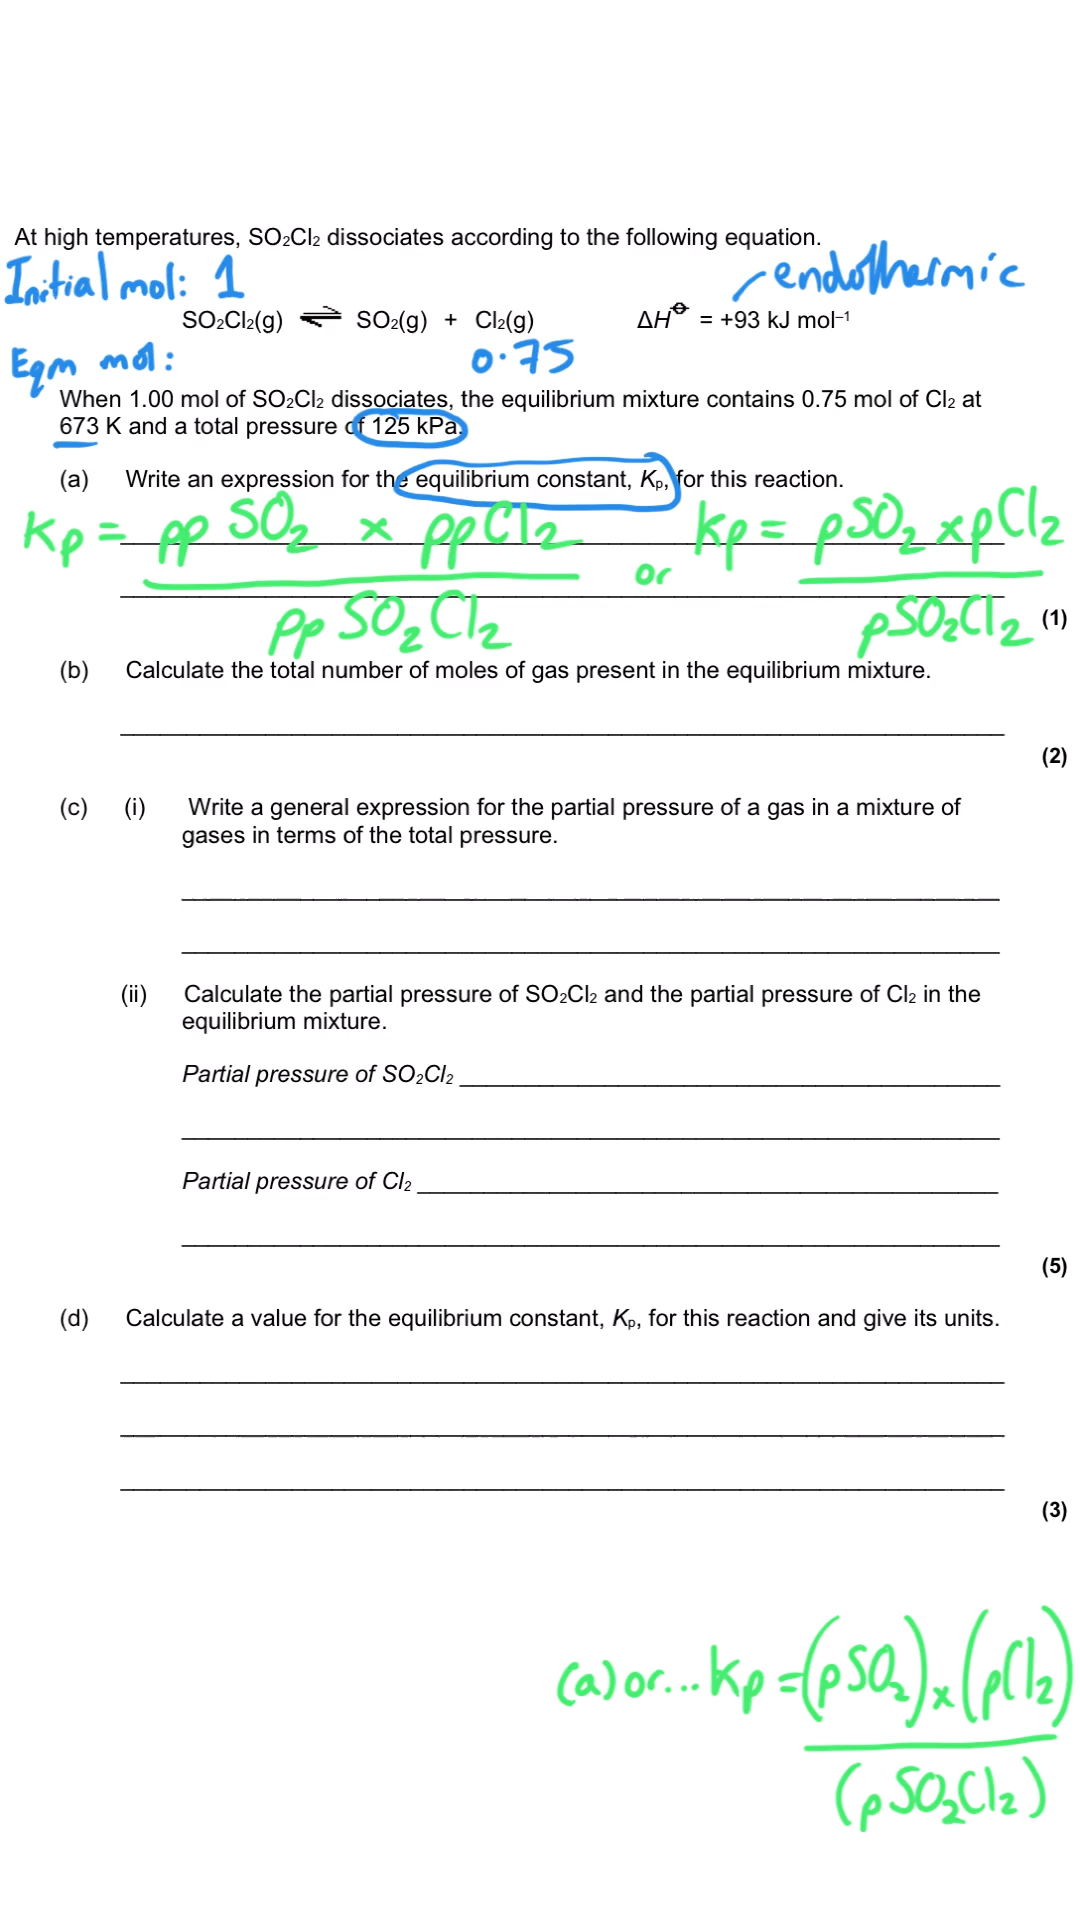 At high temperatures, SO₂Cl₂ dissociates according to the following equation.
Initial mol: 1
endothermic
SO₂Cl₂(g) ⇌ SO₂(g) + Cl₂(g) ΔH⦵ = +93 kJ mol⁻¹
Eqm mol: 0.75
When 1.00 mol of SO₂Cl₂ dissociates, the equilibrium mixture contains 0.75 mol of Cl₂ at
673 K and a total pressure of 125 kPa.
(a) Write an expression for the equilibrium constant, Kp, for this reaction.
Kp = pp SO₂ x pp Cl₂ or Kp = pSO₂ x pCl₂
pp SO₂Cl₂ pSO₂Cl₂
(1)
(b) Calculate the total number of moles of gas present in the equilibrium mixture.
(2)
(c) (i) Write a general expression for the partial pressure of a gas in a mixture of
gases in terms of the total pressure.
(ii) Calculate the partial pressure of SO₂Cl₂ and the partial pressure of Cl₂ in the
equilibrium mixture.
Partial pressure of SO₂Cl₂
Partial pressure of Cl₂
(5)
(d) Calculate a value for the equilibrium constant, Kp, for this reaction and give its units.
(3)
(a) or... Kp = (pSO₂) x (pCl₂)
(pSO₂Cl₂)